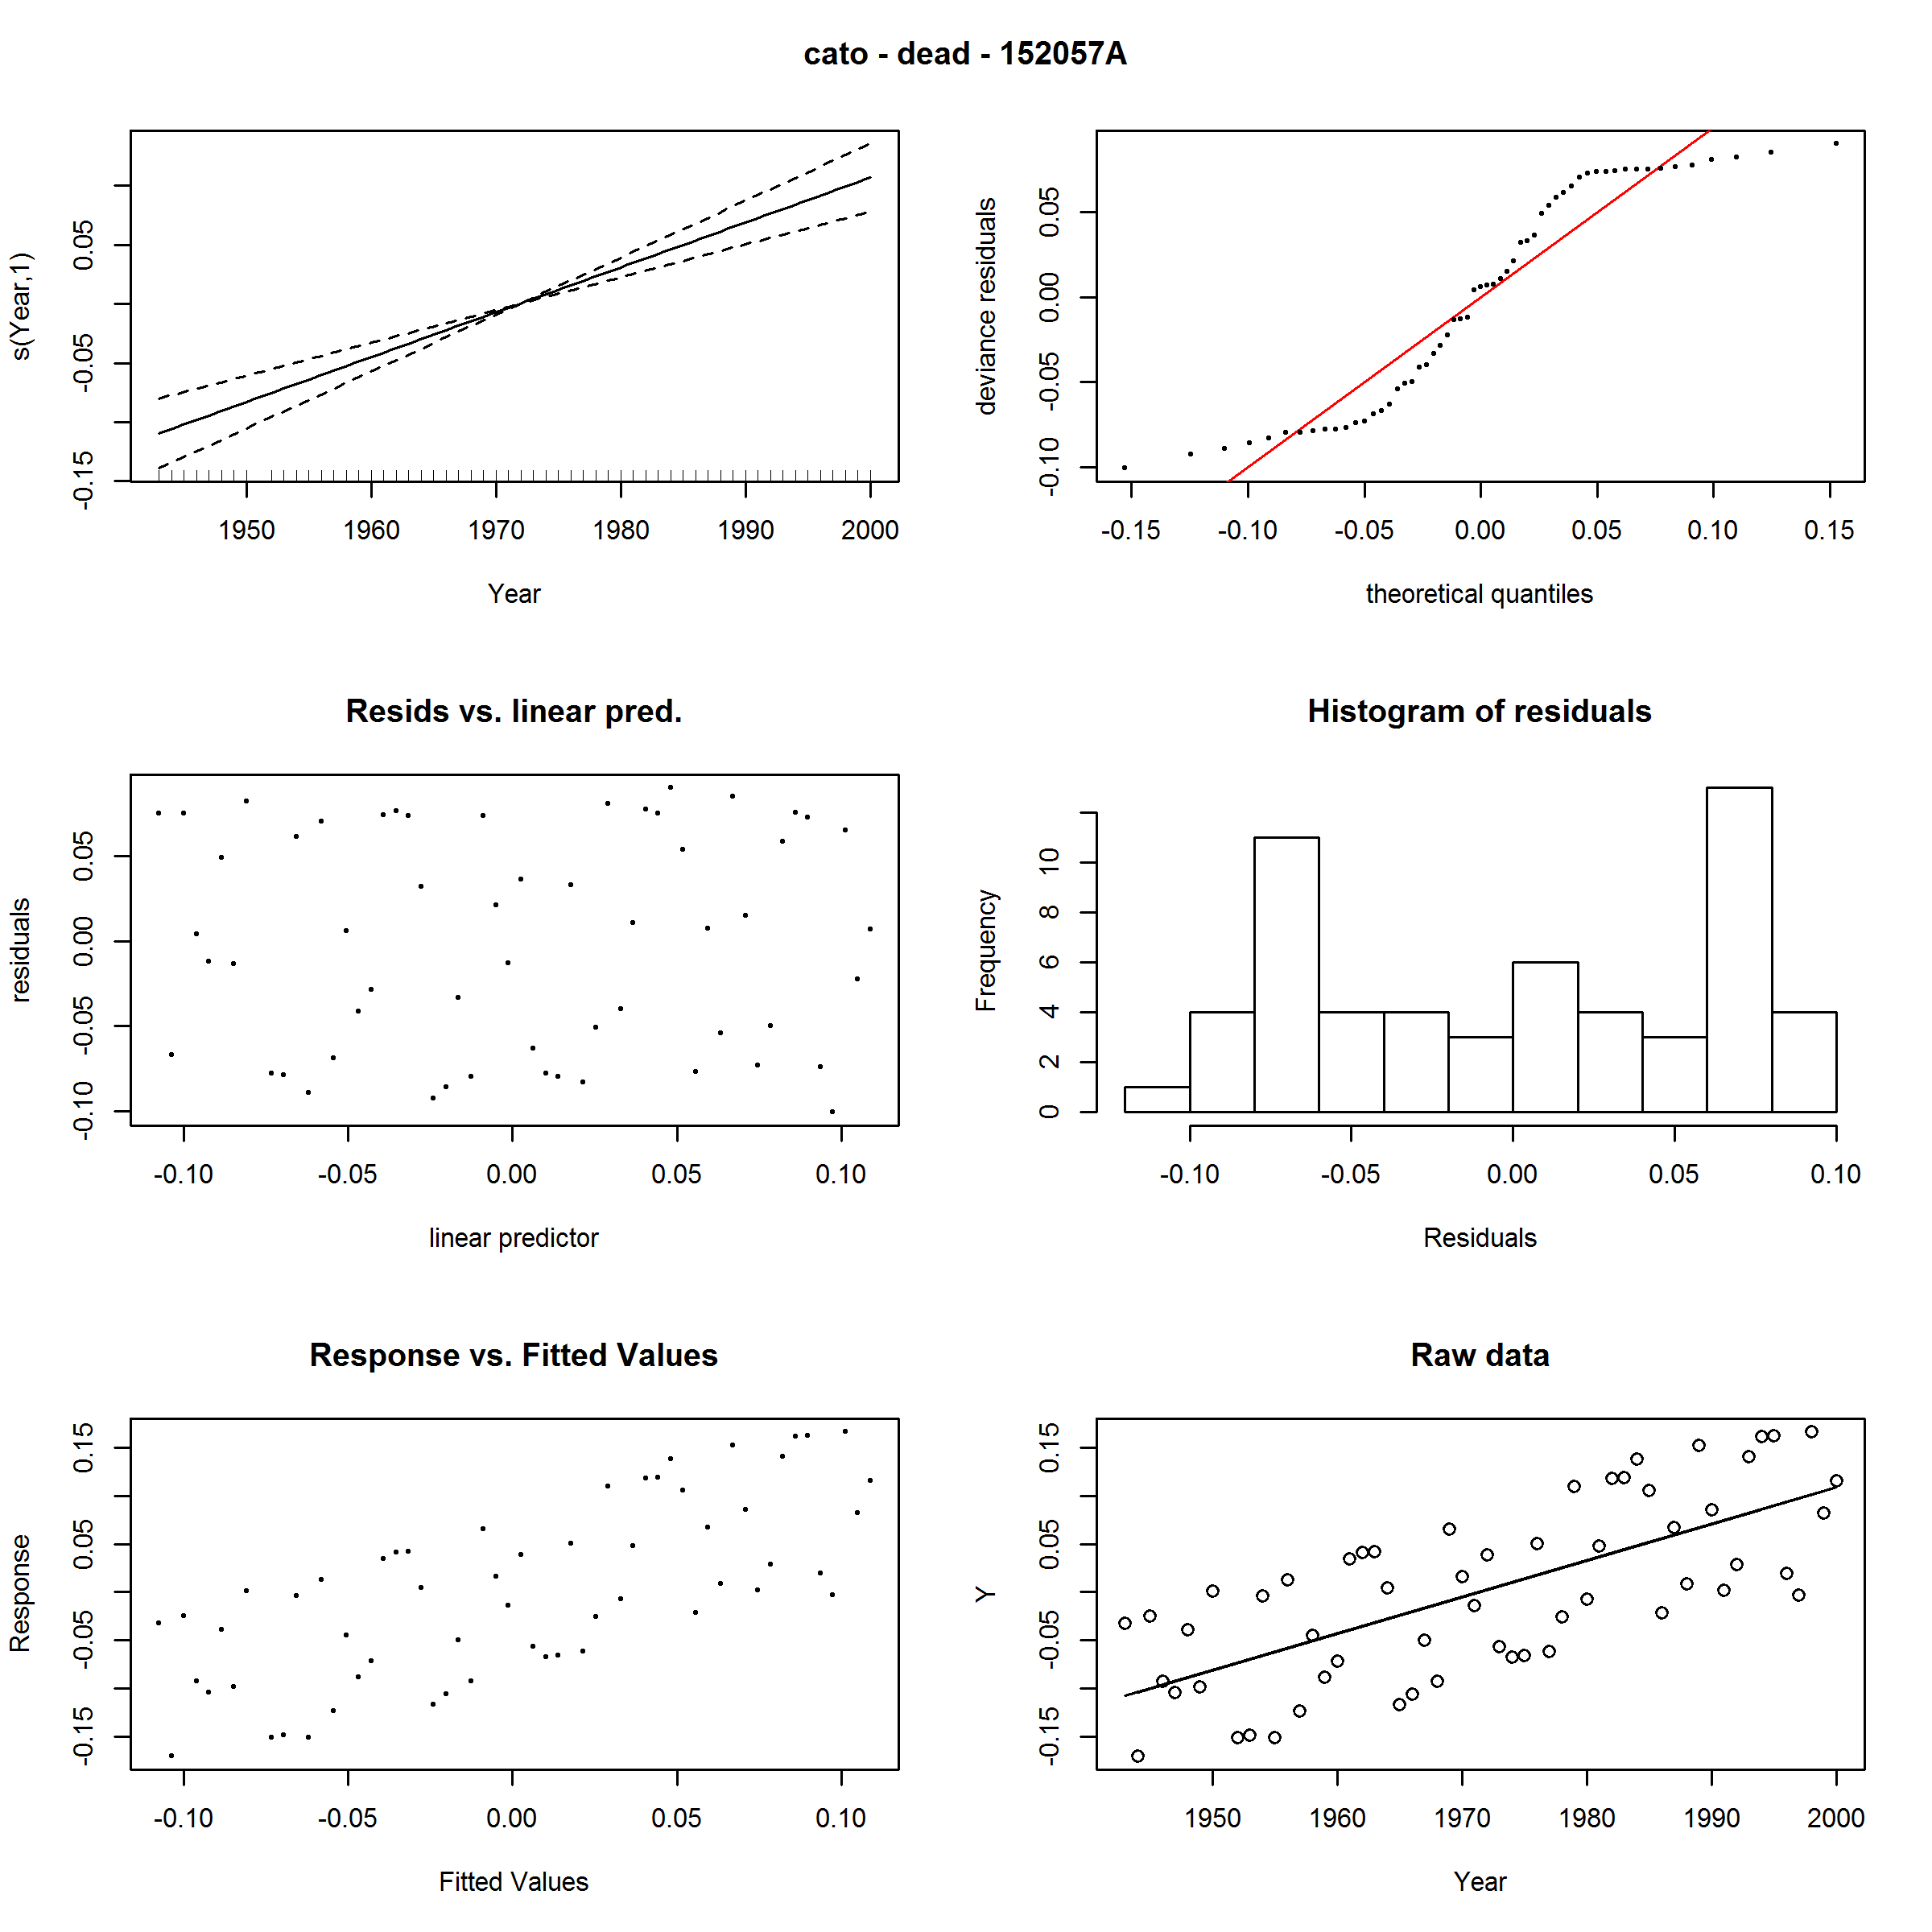 cato - dead - 152057A
s(Year,1)
-0.15 -0.05 0.05
1950 1960 1970 1980 1990 2000
Year
deviance residuals
-0.10 -0.05 0.00 0.05
-0.15 -0.10 -0.05 0.00 0.05 0.10 0.15
theoretical quantiles
Resids vs. linear pred.
residuals
-0.10 -0.05 0.00 0.05
-0.10 -0.05 0.00 0.05 0.10
linear predictor
Histogram of residuals
Frequency
0 2 4 6 8 10
-0.10 -0.05 0.00 0.05 0.10
Residuals
Response vs. Fitted Values
Response
-0.15 -0.05 0.05 0.15
-0.10 -0.05 0.00 0.05 0.10
Fitted Values
Raw data
Y
-0.15 -0.05 0.05 0.15
1950 1960 1970 1980 1990 2000
Year